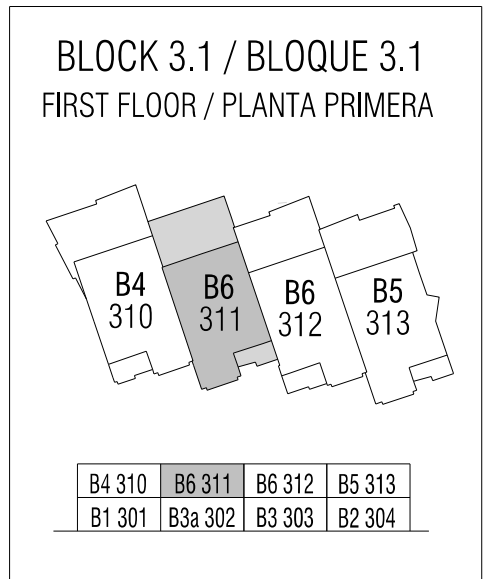 BLOCK 3.1 / BLOQUE 3.1
FIRST FLOOR / PLANTA PRIMERA
B4
310
B6
311
B6
312
B5
313
B4 310 B6 311 B6 312 B5 313
B1 301 B3a 302 B3 303 B2 304